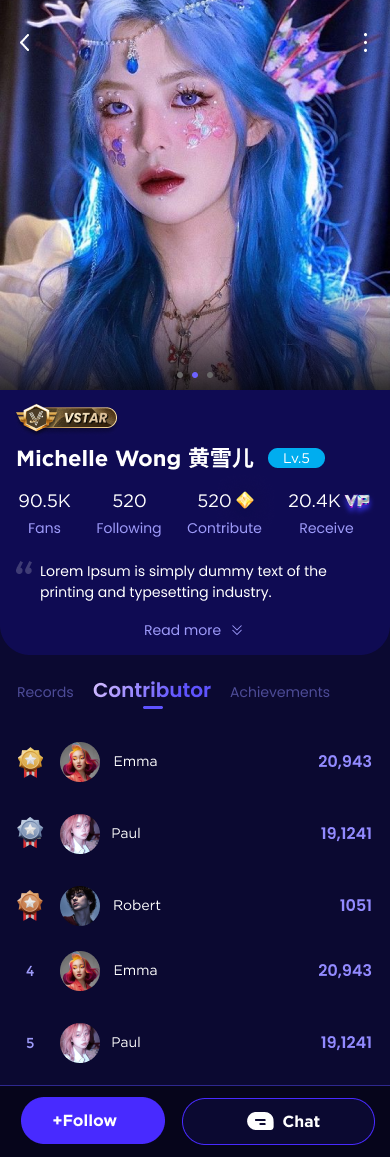 VSTAR
Michelle Wong 黄雪儿 Lv.5
90.5K 520 520 20.4K VP
Fans Following Contribute Receive
“ Lorem Ipsum is simply dummy text of the
printing and typesetting industry.
Read more
Records Contributor Achievements
Emma 20,943
Paul 19,1241
Robert 1051
4 Emma 20,943
5 Paul 19,1241
+Follow Chat